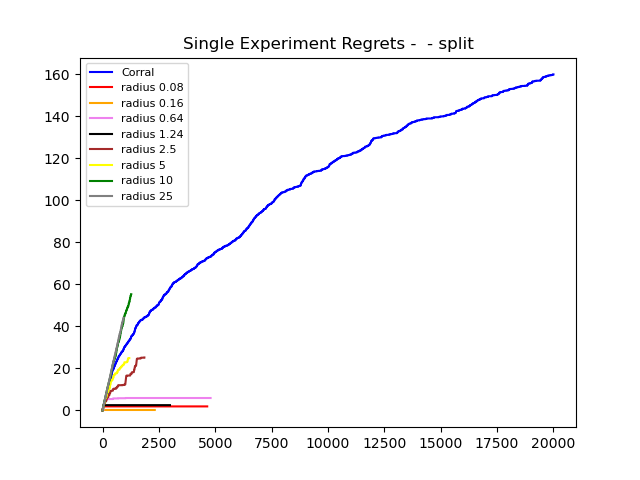 Single Experiment Regrets -  - split
160
140
120
100
80
60
40
20
0
Corral
radius 0.08
radius 0.16
radius 0.64
radius 1.24
radius 2.5
radius 5
radius 10
radius 25
0 2500 5000 7500 10000 12500 15000 17500 20000